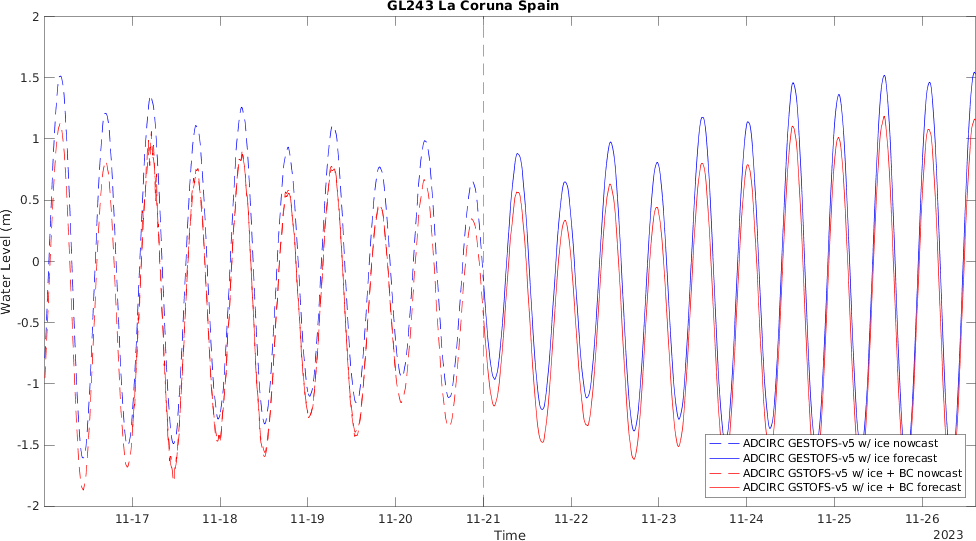 GL243 La Coruna Spain
Water Level (m)
2
1.5
1
0.5
0
-0.5
-1
-1.5
-2
ADCIRC GESTOFS-v5 w/ ice nowcast
ADCIRC GESTOFS-v5 w/ ice forecast
ADCIRC GSTOFS-v5 w/ ice + BC nowcast
ADCIRC GSTOFS-v5 w/ ice + BC forecast
11-17 11-18 11-19 11-20 11-21 11-22 11-23 11-24 11-25 11-26
Time
2023